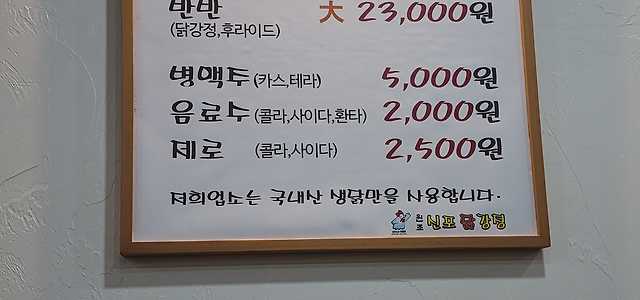 반반 大 23,000원
(닭강정,후라이드)
병맥주(카스,테라) 5,000원
음료수(콜라,사이다,환타) 2,000원
제로 (콜라,사이다) 2,500원
저희업소는 국내산 생닭만을 사용합니다.
원조 신포닭강정